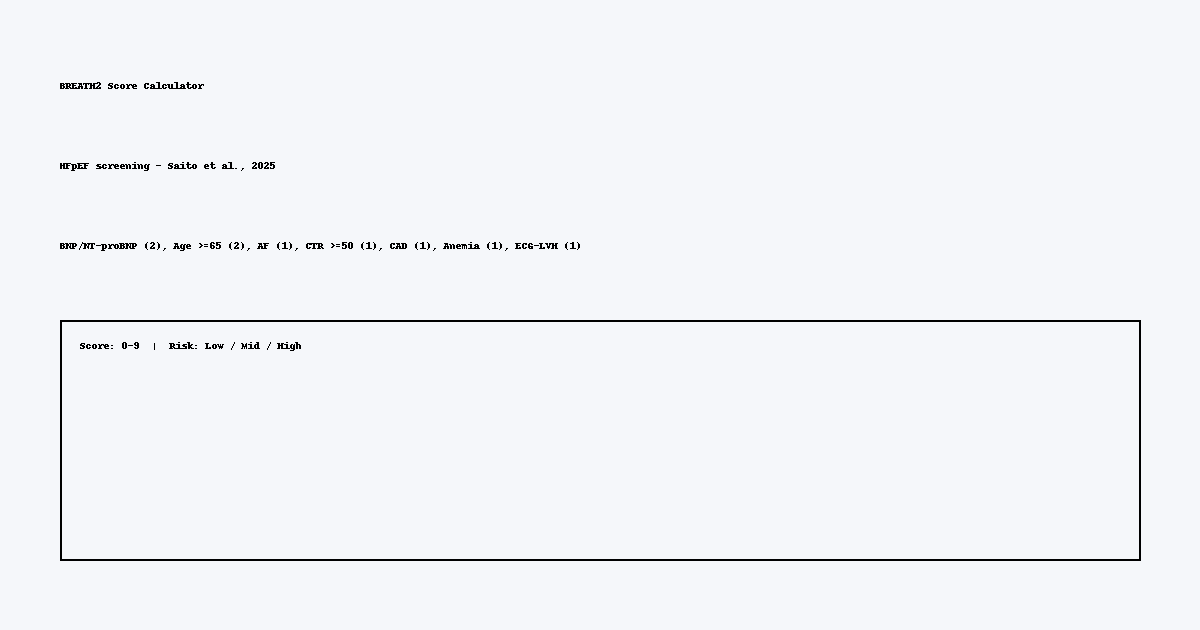 BREATH2 Score Calculator
HFpEF screening - Saito et al., 2025
BNP/NT-proBNP (2), Age >=65 (2), AF (1), CTR >=50 (1), CAD (1), Anemia (1), ECG-LVH (1)
Score: 0-9  |  Risk: Low / Mid / High